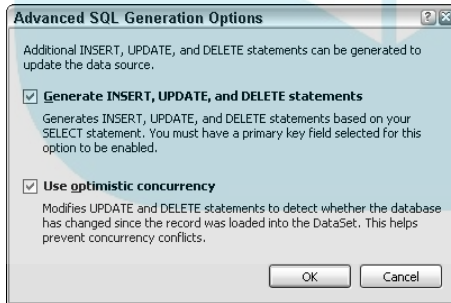 Advanced SQL Generation Options
Additional INSERT, UPDATE, and DELETE statements can be generated to
update the data source.
Generate INSERT, UPDATE, and DELETE statements
Generates INSERT, UPDATE, and DELETE statements based on your
SELECT statement. You must have a primary key field selected for this
option to be enabled.
Use optimistic concurrency
Modifies UPDATE and DELETE statements to detect whether the database
has changed since the record was loaded into the DataSet. This helps
prevent concurrency conflicts.
OK Cancel